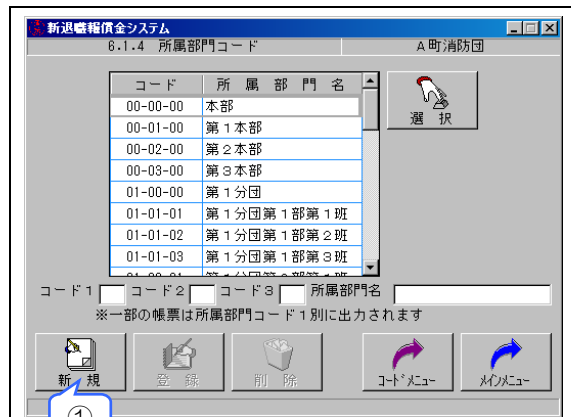 新退職報償金システム
6.1.4 所属部門コード
A町消防団
コード 所属部門名
00-00-00 本部
00-01-00 第1本部
00-02-00 第2本部
00-03-00 第3本部
01-00-00 第1分団
01-01-01 第1分団第1部第1班
01-01-02 第1分団第1部第2班
01-01-03 第1分団第1部第3班
選択
コード1 コード2 コード3 所属部門名
※一部の帳票は所属部門コード1別に出力されます
新規 登録 削除 コードメニュー メインメニュー
①